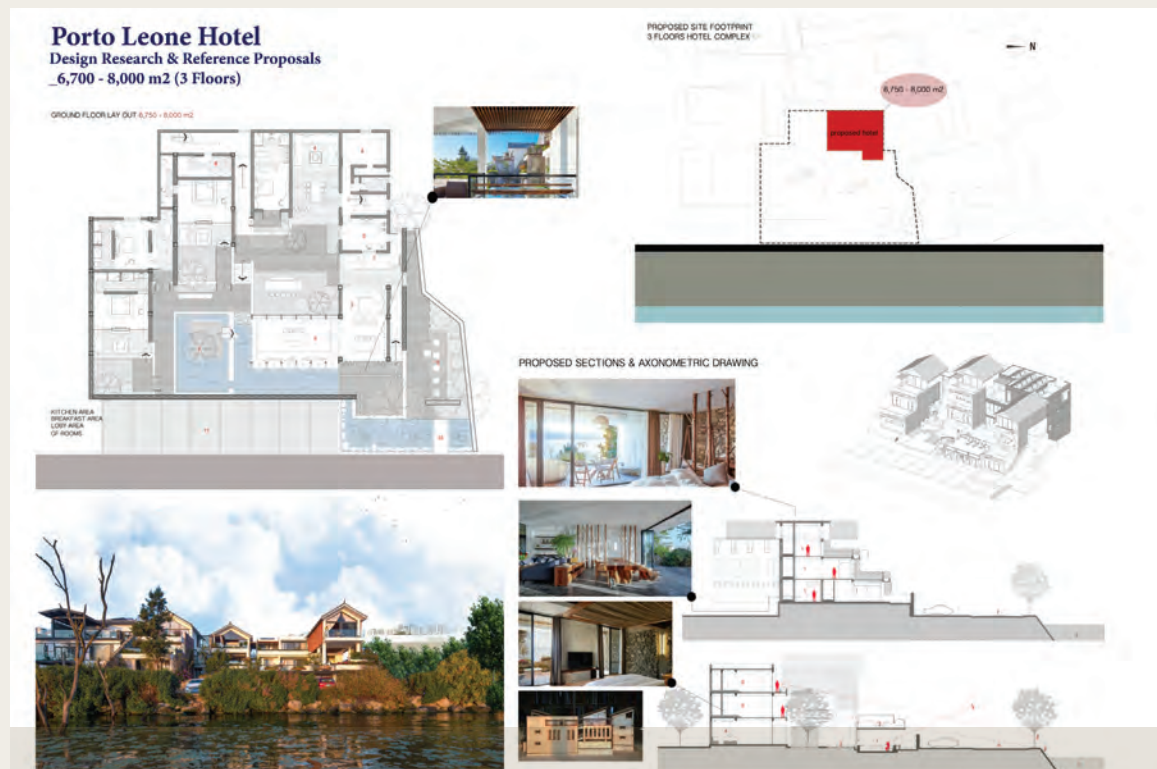 Porto Leone Hotel
Design Research & Reference Proposals
_6,700 - 8,000 m2 (3 Floors)
GROUND FLOOR LAY OUT 6,750 - 8,000 m2
KITCHEN AREA
BREAKFAST AREA
LOBY AREA
OF ROOMS
11
PROPOSED SITE FOOTPRINT
3 FLOORS HOTEL COMPLEX
N
6,750 - 8,000 m2
proposed hotel
PROPOSED SECTIONS & AXONOMETRIC DRAWING